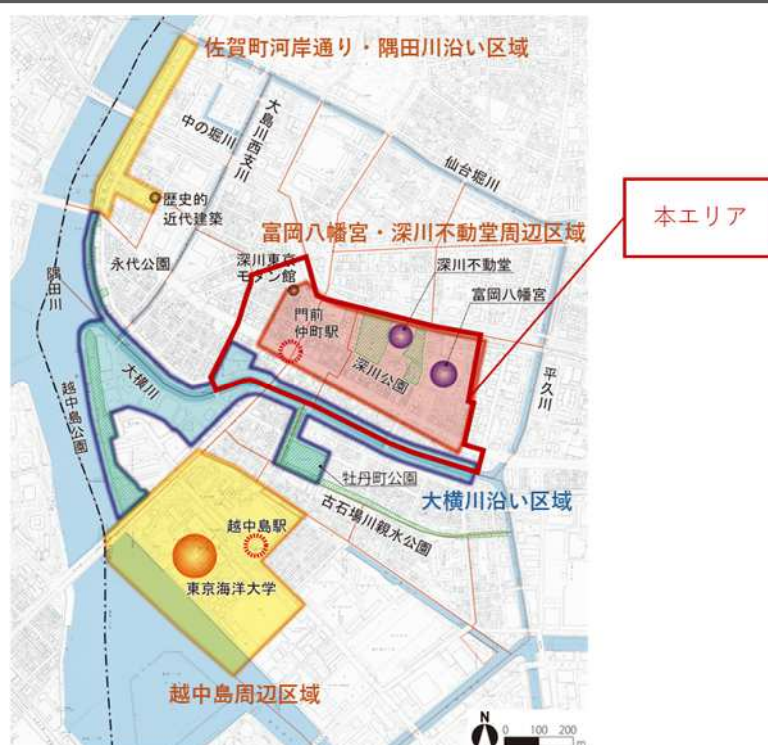 佐賀町河岸通り・隅田川沿い区域
中の堀川
大島川西支川
仙台堀川
歴史的
近代建築
本エリア
富岡八幡宮・深川不動堂周辺区域
永代公園
深川東京
モダン館
深川不動堂
富岡八幡宮
隅田川
門前
仲町駅
深川公園
平久川
大横川
越中島公園
牡丹町公園
大横川沿い区域
古石場川親水公園
越中島駅
東京海洋大学
越中島周辺区域
N
0 100 200
m